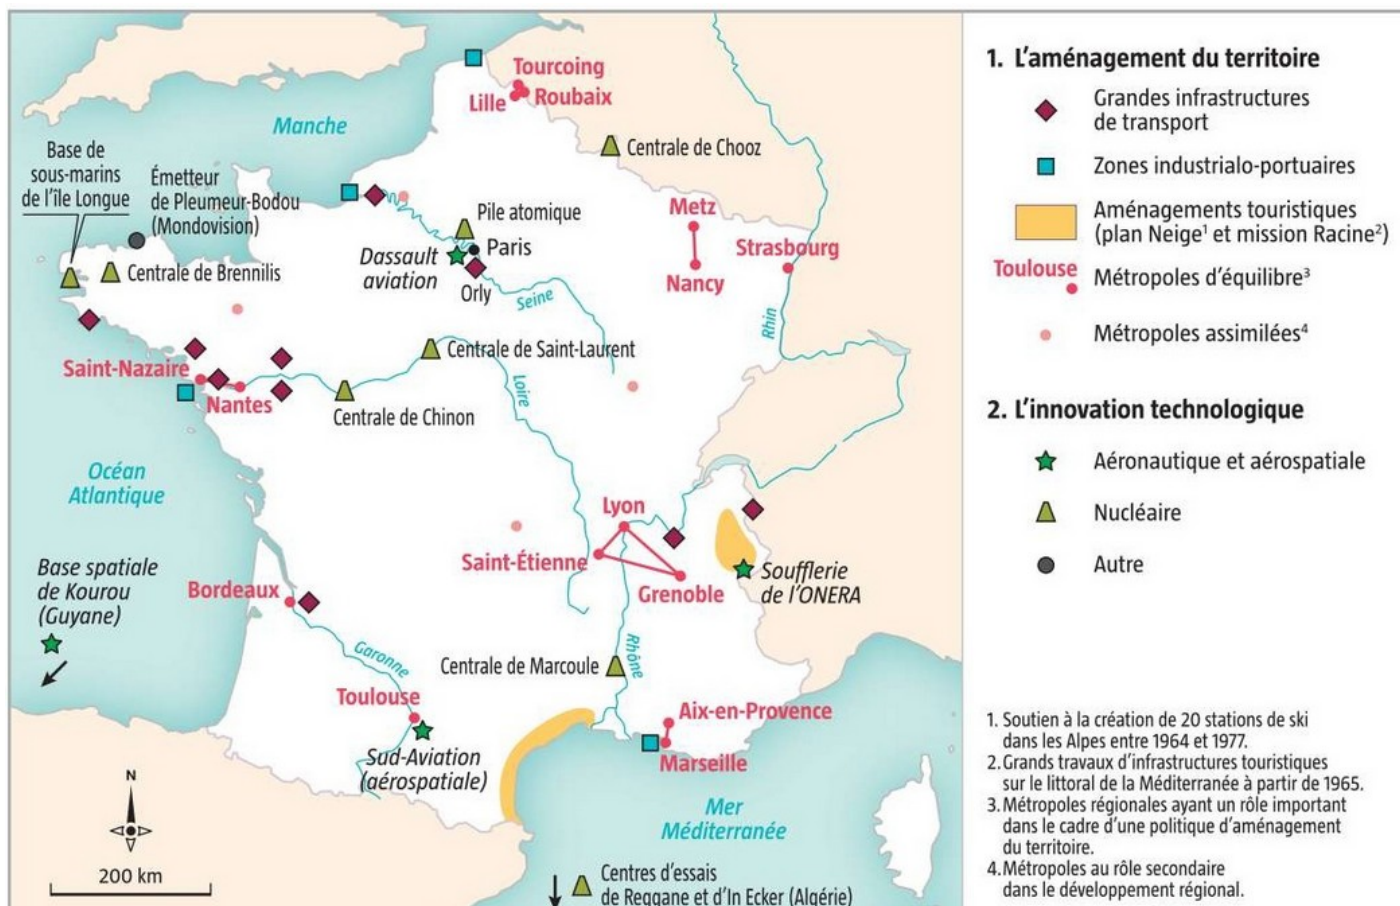 Tourcoing
Lille
Roubaix
Manche
Centrale de Chooz
Base de
sous-marins
de l'île Longue
Émetteur
de Pleumeur-Bodou
(Mondovision)
Pile atomique
Metz
Strasbourg
Paris
Dassault
aviation
Centrale de Brennilis
Nancy
Orly
Seine
Rhin
Centrale de Saint-Laurent
Saint-Nazaire
Loire
Nantes
Centrale de Chinon
Océan
Atlantique
Lyon
Saint-Étienne
Base spatiale
de Kourou
(Guyane)
Soufflerie
de l'ONERA
Bordeaux
Grenoble
Garonne
Rhône
Centrale de Marcoule
Toulouse
Aix-en-Provence
Sud-Aviation
(aérospatiale)
Marseille
Mer
Méditerranée
N
200 km
Centres d'essais
de Reggane et d'In Ecker (Algérie)
1. L'aménagement du territoire
Grandes infrastructures
de transport
Zones industrialo-portuaires
Aménagements touristiques
(plan Neige¹ et mission Racine²)
Toulouse
Métropoles d'équilibre³
Métropoles assimilées⁴
2. L'innovation technologique
Aéronautique et aérospatiale
Nucléaire
Autre
1. Soutien à la création de 20 stations de ski
dans les Alpes entre 1964 et 1977.
2. Grands travaux d'infrastructures touristiques
sur le littoral de la Méditerranée à partir de 1965.
3. Métropoles régionales ayant un rôle important
dans le cadre d'une politique d'aménagement
du territoire.
4. Métropoles au rôle secondaire
dans le développement régional.